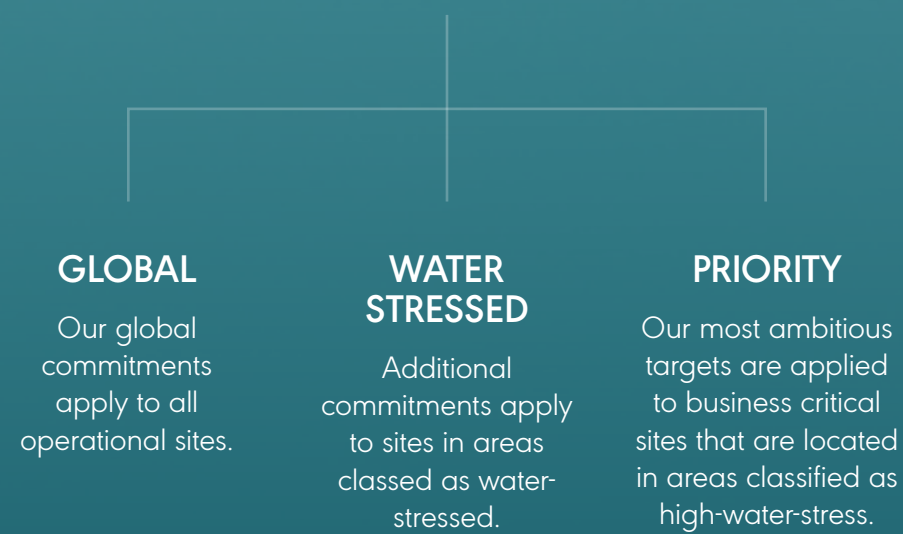 GLOBAL
Our global
commitments
apply to all
operational sites.
WATER
STRESSED
Additional
commitments apply
to sites in areas
classed as water-
stressed.
PRIORITY
Our most ambitious
targets are applied
to business critical
sites that are located
in areas classified as
high-water-stress.